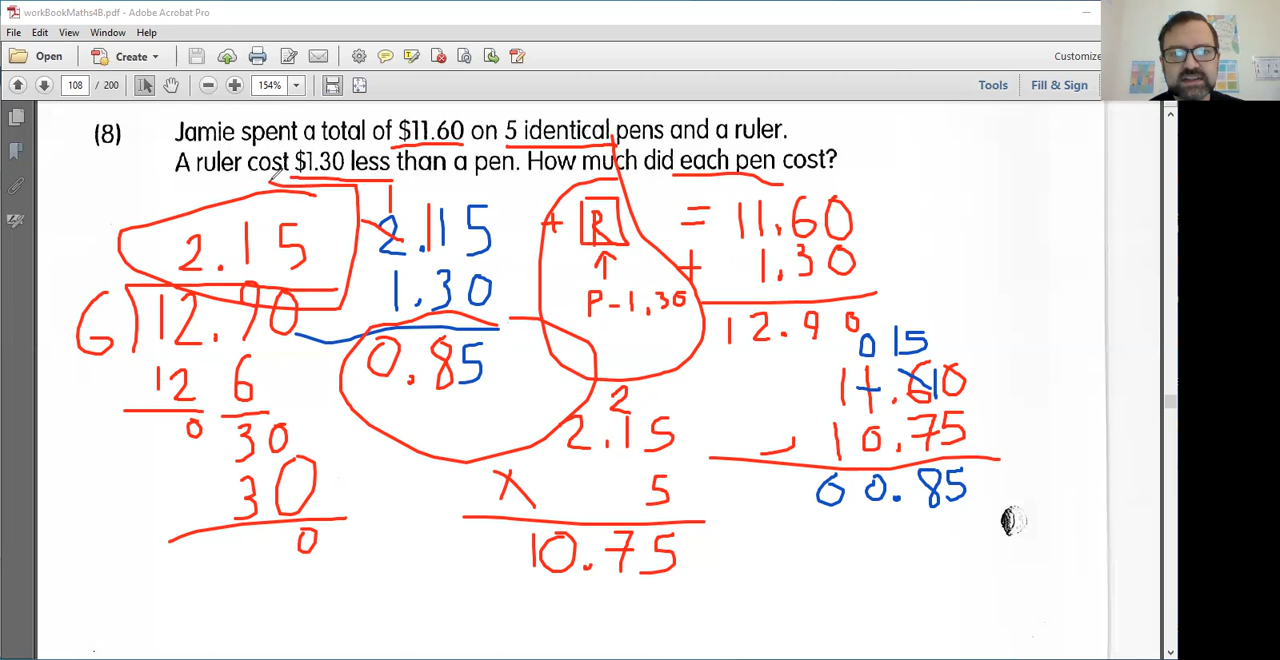 workBookMaths4B.pdf - Adobe Acrobat Pro
File Edit View Window Help
Open Create Customize
108 / 200 154% Tools Fill & Sign
(8) Jamie spent a total of $11.60 on 5 identical pens and a ruler.
A ruler cost $1.30 less than a pen. How much did each pen cost?
2.15
6 12.90
12 6
0 30
30
0
2.115
1.30
0.85
+ R = 11.60
P-1.30
+ 1.30
12.90
2
2.15
X 5
10.75
0 15
11.610
- 10.75
00.85